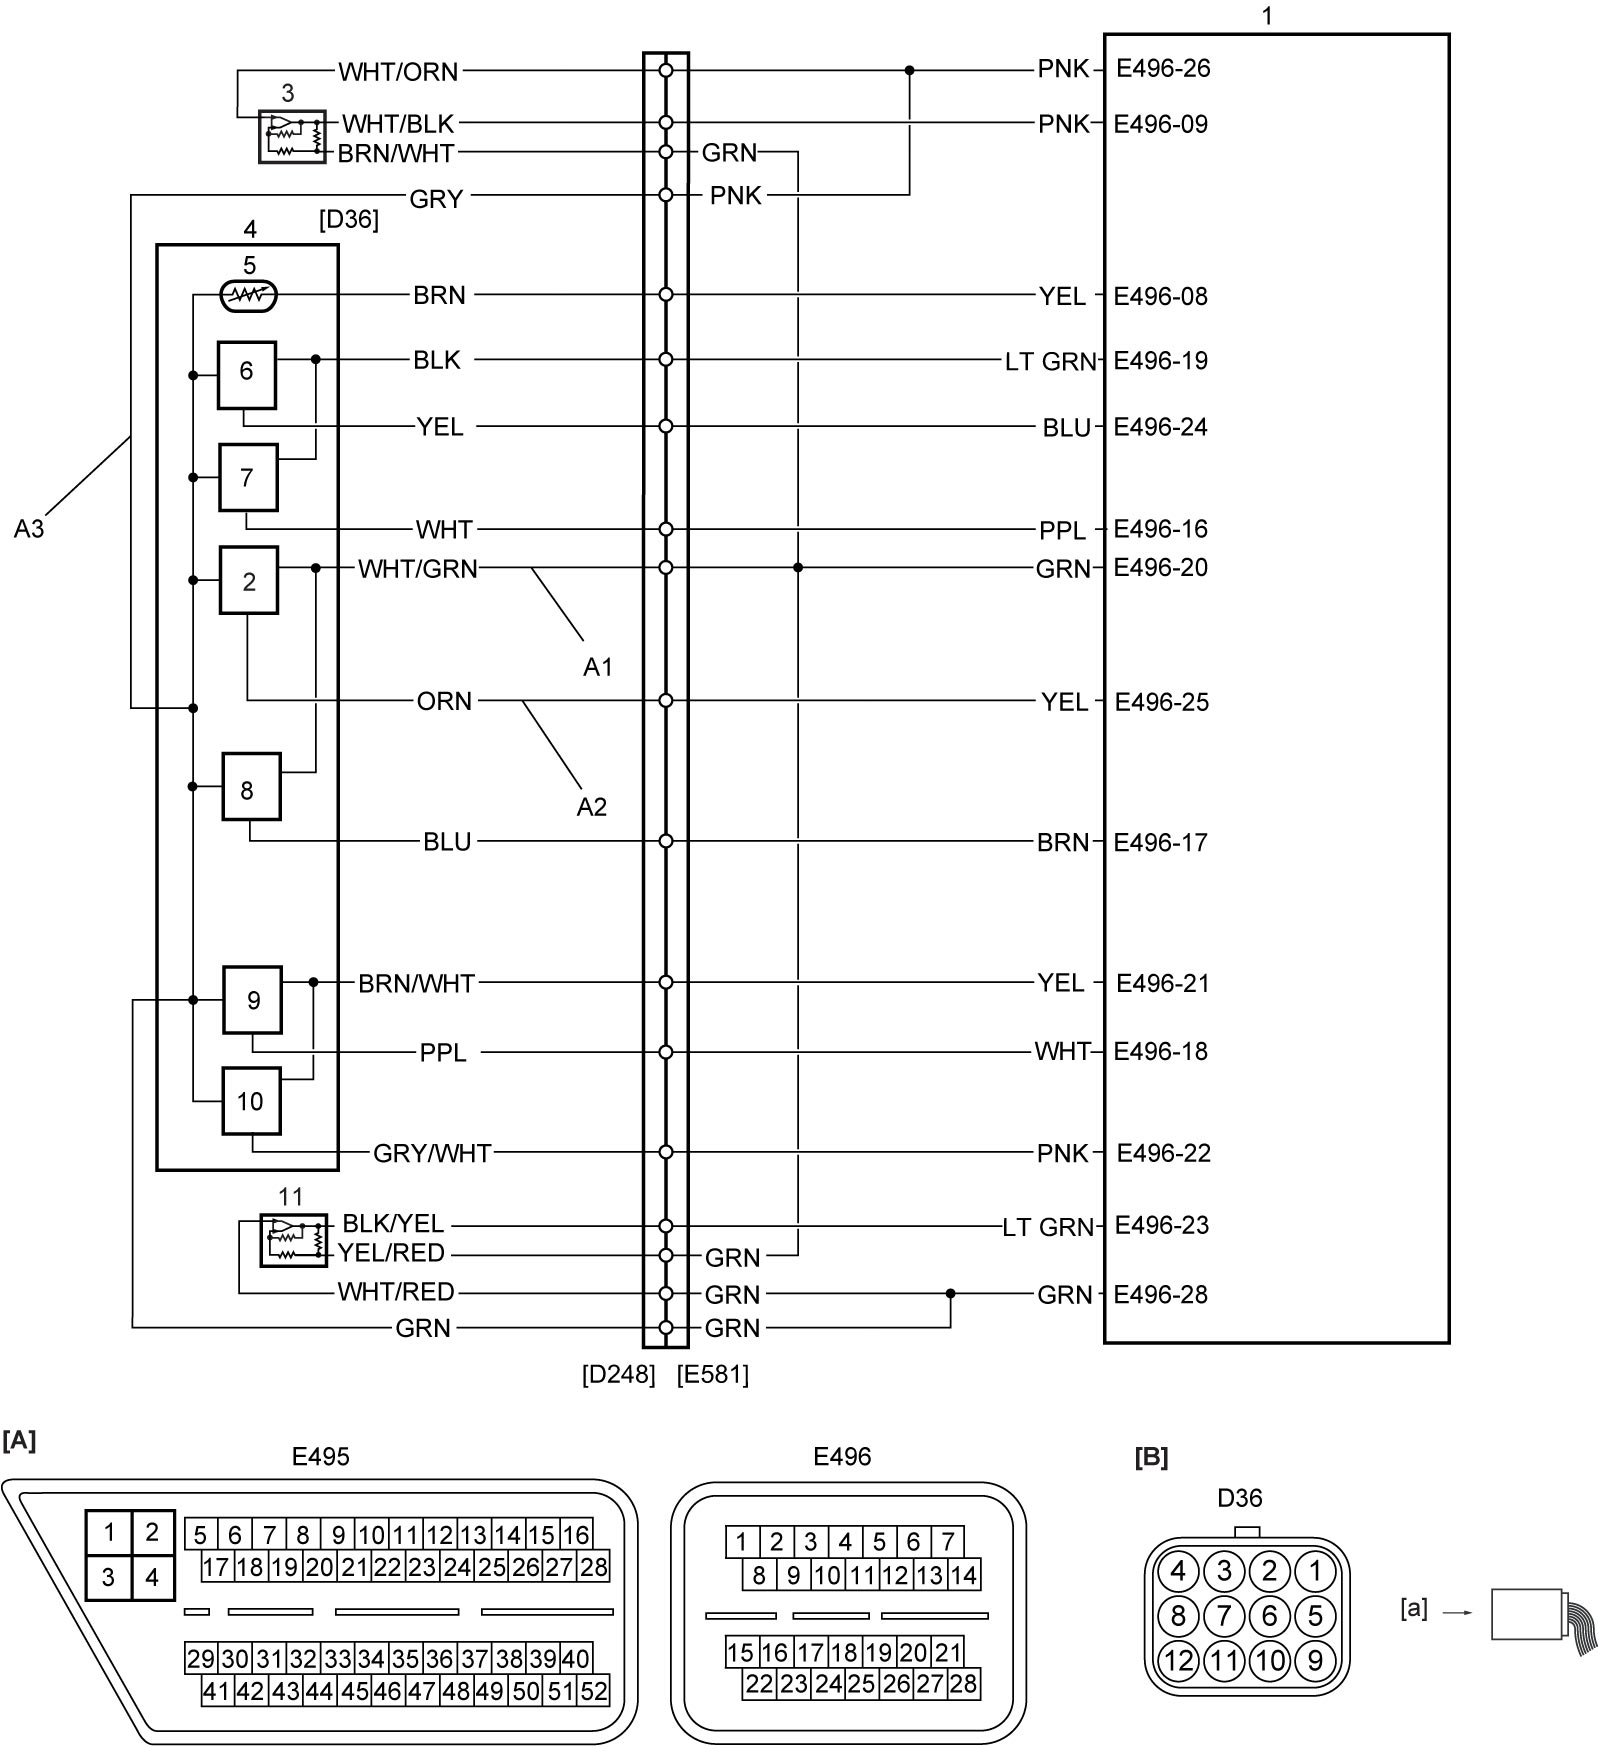 1
WHT/ORN PNK E496-26
3
WHT/BLK PNK E496-09
BRN/WHT GRN
GRY PNK
[D36]
4
5
BRN YEL E496-08
6 BLK LT GRN E496-19
YEL BLU E496-24
7
A3 WHT PPL E496-16
2 WHT/GRN GRN E496-20
A1
ORN YEL E496-25
8
A2
BLU BRN E496-17
9 BRN/WHT YEL E496-21
PPL WHT E496-18
10
GRY/WHT PNK E496-22
11
BLK/YEL LT GRN E496-23
YEL/RED GRN
WHT/RED GRN GRN E496-28
GRN GRN
[D248] [E581]
[A]
E495
1 2
3 4
5 6 7 8 9 10 11 12 13 14 15 16
17 18 19 20 21 22 23 24 25 26 27 28
29 30 31 32 33 34 35 36 37 38 39 40
41 42 43 44 45 46 47 48 49 50 51 52
E496
1 2 3 4 5 6 7
8 9 10 11 12 13 14
15 16 17 18 19 20 21
22 23 24 25 26 27 28
[B]
D36
4 3 2 1
8 7 6 5
12 11 10 9
[a]